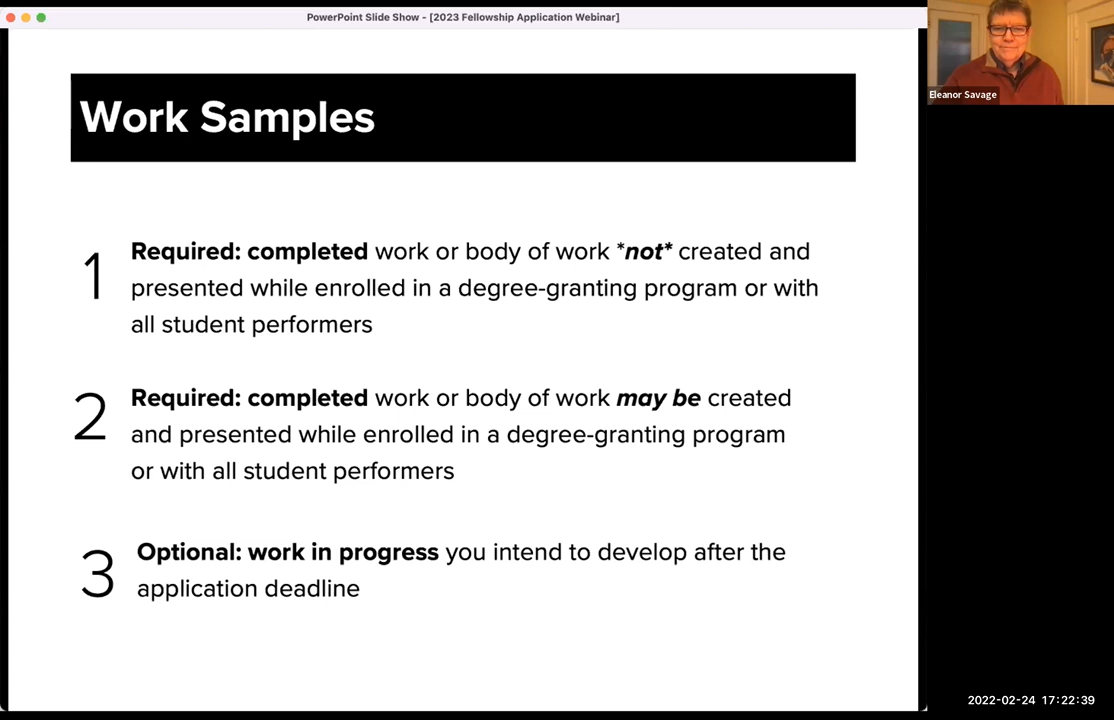 PowerPoint Slide Show - [2023 Fellowship Application Webinar]
Eleanor Savage
Work Samples
1
Required: completed work or body of work *not* created and
presented while enrolled in a degree-granting program or with
all student performers
2
Required: completed work or body of work may be created
and presented while enrolled in a degree-granting program
or with all student performers
3
Optional: work in progress you intend to develop after the
application deadline
2022-02-24 17:22:39